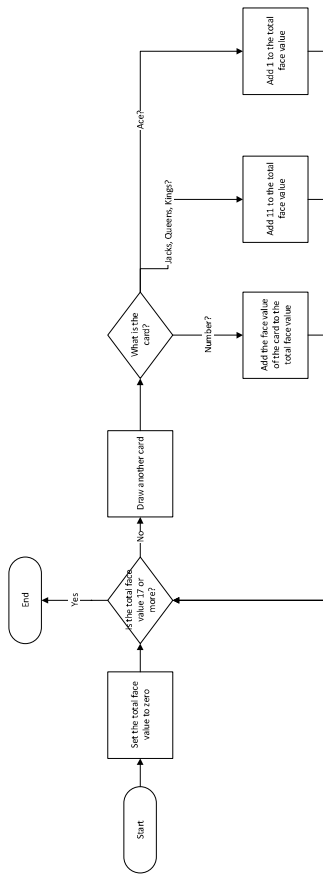 Start
Set the total face
value to zero
Is the total face
value 17 or
more?
Yes
End
No
Draw another card
What is the
card?
Number?
Jacks, Queens, Kings?
Ace?
Add the face value
of the card to the
total face value
Add 11 to the total
face value
Add 1 to the total
face value